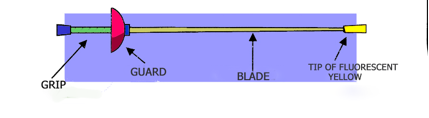 GRIP
GUARD
BLADE
TIP OF FLUORESCENT
YELLOW